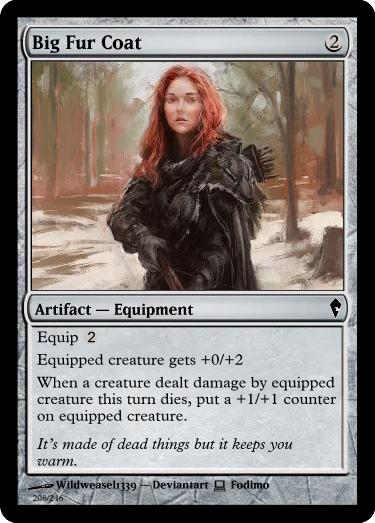 Big Fur Coat 2
Artifact — Equipment
Equip 2
Equipped creature gets +0/+2
When a creature dealt damage by equipped
creature this turn dies, put a +1/+1 counter
on equipped creature.
It's made of dead things but it keeps you
warm.
Wildweasel1339 — Deviantart Fodimo
208/246